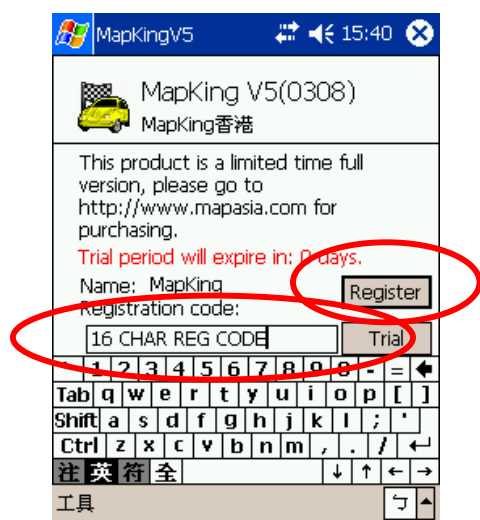 MapKingV5 15:40
MapKing V5(0308)
MapKing香港
This product is a limited time full
version, please go to
http://www.mapasia.com for
purchasing.
Trial period will expire in: 0 days.
Name: MapKing
Register
Registration code:
16 CHAR REG CODE
Trial
1 2 3 4 5 6 7 8 9 0 - =
Tab q w e r t y u i o p [ ]
Shift a s d f g h j k l ; '
Ctrl z x c v b n m , . /
注 英 符 全 ↓ ↑ ← →
工具 ㄅ